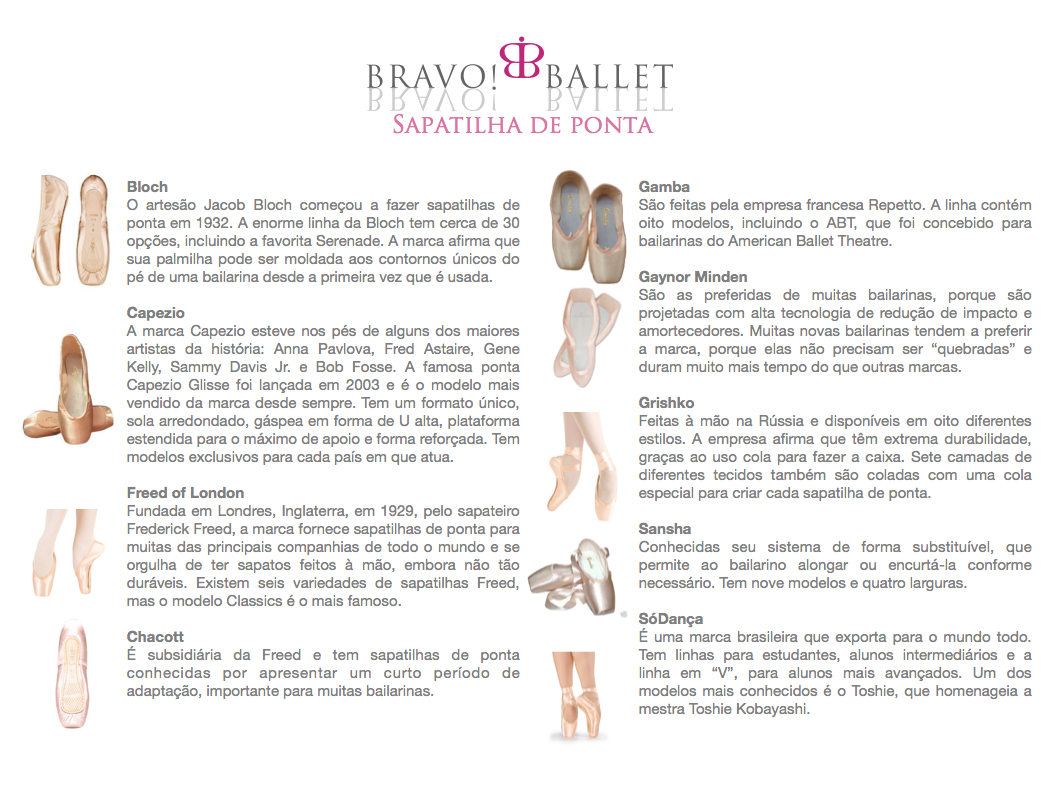 BRAVO! BALLET
SAPATILHA DE PONTA
Bloch
O artesão Jacob Bloch começou a fazer sapatilhas de
ponta em 1932. A enorme linha da Bloch tem cerca de 30
opções, incluindo a favorita Serenade. A marca afirma que
sua palmilha pode ser moldada aos contornos únicos do
pé de uma bailarina desde a primeira vez que é usada.
Capezio
A marca Capezio esteve nos pés de alguns dos maiores
artistas da história: Anna Pavlova, Fred Astaire, Gene
Kelly, Sammy Davis Jr. e Bob Fosse. A famosa ponta
Capezio Glisse foi lançada em 2003 e é o modelo mais
vendido da marca desde sempre. Tem um formato único,
sola arredondado, gáspea em forma de U alta, plataforma
estendida para o máximo de apoio e forma reforçada. Tem
modelos exclusivos para cada país em que atua.
Freed of London
Fundada em Londres, Inglaterra, em 1929, pelo sapateiro
Frederick Freed, a marca fornece sapatilhas de ponta para
muitas das principais companhias de todo o mundo e se
orgulha de ter sapatos feitos à mão, embora não tão
duráveis. Existem seis variedades de sapatilhas Freed,
mas o modelo Classics é o mais famoso.
Chacott
É subsidiária da Freed e tem sapatilhas de ponta
conhecidas por apresentar um curto período de
adaptação, importante para muitas bailarinas.
Gamba
São feitas pela empresa francesa Repetto. A linha contém
oito modelos, incluindo o ABT, que foi concebido para
bailarinas do American Ballet Theatre.
Gaynor Minden
São as preferidas de muitas bailarinas, porque são
projetadas com alta tecnologia de redução de impacto e
amortecedores. Muitas novas bailarinas tendem a preferir
a marca, porque elas não precisam ser “quebradas” e
duram muito mais tempo do que outras marcas.
Grishko
Feitas à mão na Rússia e disponíveis em oito diferentes
estilos. A empresa afirma que têm extrema durabilidade,
graças ao uso cola para fazer a caixa. Sete camadas de
diferentes tecidos também são coladas com uma cola
especial para criar cada sapatilha de ponta.
Sansha
Conhecidas seu sistema de forma substituível, que
permite ao bailarino alongar ou encurtá-la conforme
necessário. Tem nove modelos e quatro larguras.
SóDança
É uma marca brasileira que exporta para o mundo todo.
Tem linhas para estudantes, alunos intermediários e a
linha em “V”, para alunos mais avançados. Um dos
modelos mais conhecidos é o Toshie, que homenageia a
mestra Toshie Kobayashi.